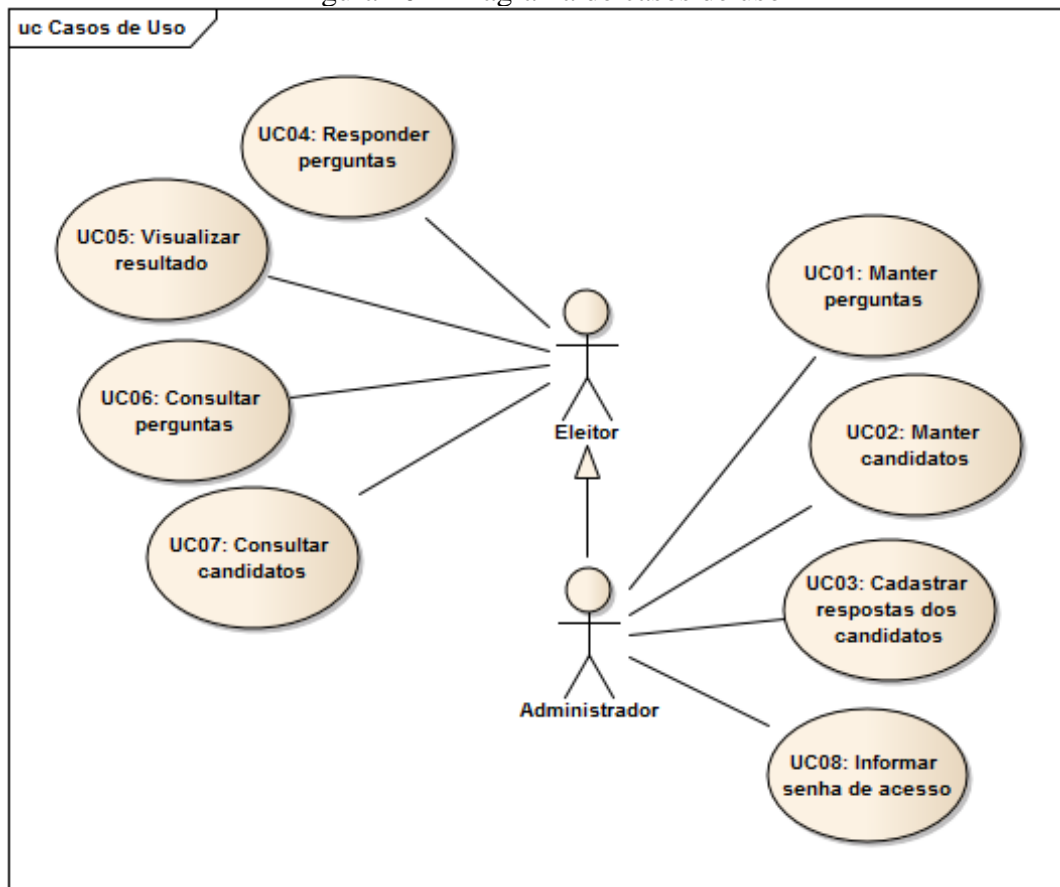 uc Casos de Uso
UC04: Responder
perguntas
UC05: Visualizar
resultado
UC06: Consultar
perguntas
UC07: Consultar
candidatos
Eleitor
Administrador
UC01: Manter
perguntas
UC02: Manter
candidatos
UC03: Cadastrar
respostas dos
candidatos
UC08: Informar
senha de acesso